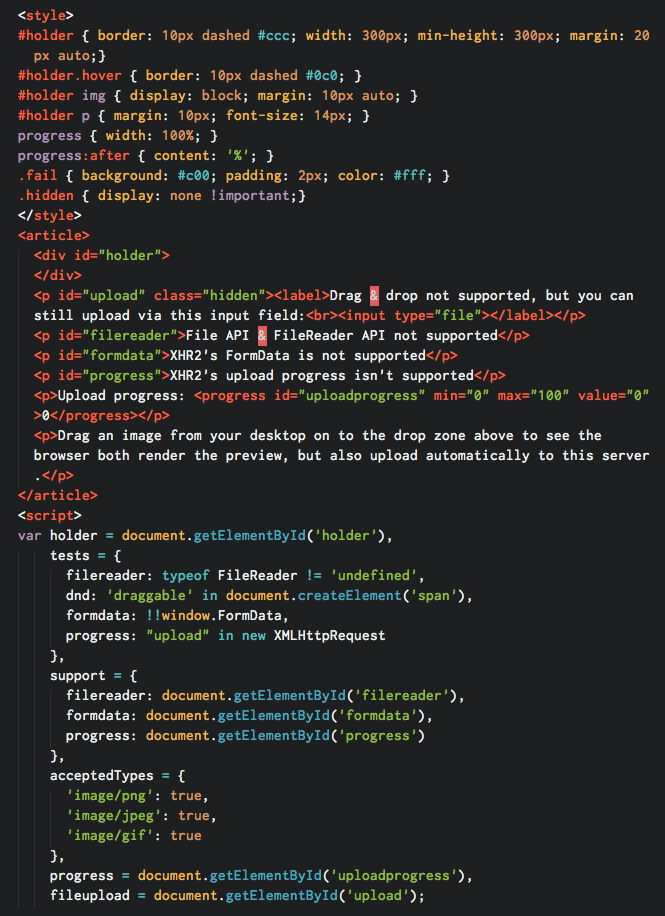 <style>
#holder { border: 10px dashed #ccc; width: 300px; min-height: 300px; margin: 20
px auto;}
#holder.hover { border: 10px dashed #0c0; }
#holder img { display: block; margin: 10px auto; }
#holder p { margin: 10px; font-size: 14px; }
progress { width: 100%; }
progress:after { content: '%'; }
.fail { background: #c00; padding: 2px; color: #fff; }
.hidden { display: none !important;}
</style>
<article>
<div id="holder">
</div>
<p id="upload" class="hidden"><label>Drag & drop not supported, but you can
still upload via this input field:<br><input type="file"></label></p>
<p id="filereader">File API & FileReader API not supported</p>
<p id="formdata">XHR2's FormData is not supported</p>
<p id="progress">XHR2's upload progress isn't supported</p>
<p>Upload progress: <progress id="uploadprogress" min="0" max="100" value="0"
>0</progress></p>
<p>Drag an image from your desktop on to the drop zone above to see the
browser both render the preview, but also upload automatically to this server
.</p>
</article>
<script>
var holder = document.getElementById('holder'),
tests = {
filereader: typeof FileReader != 'undefined',
dnd: 'draggable' in document.createElement('span'),
formdata: !!window.FormData,
progress: "upload" in new XMLHttpRequest
},
support = {
filereader: document.getElementById('filereader'),
formdata: document.getElementById('formdata'),
progress: document.getElementById('progress')
},
acceptedTypes = {
'image/png': true,
'image/jpeg': true,
'image/gif': true
},
progress = document.getElementById('uploadprogress'),
fileupload = document.getElementById('upload');